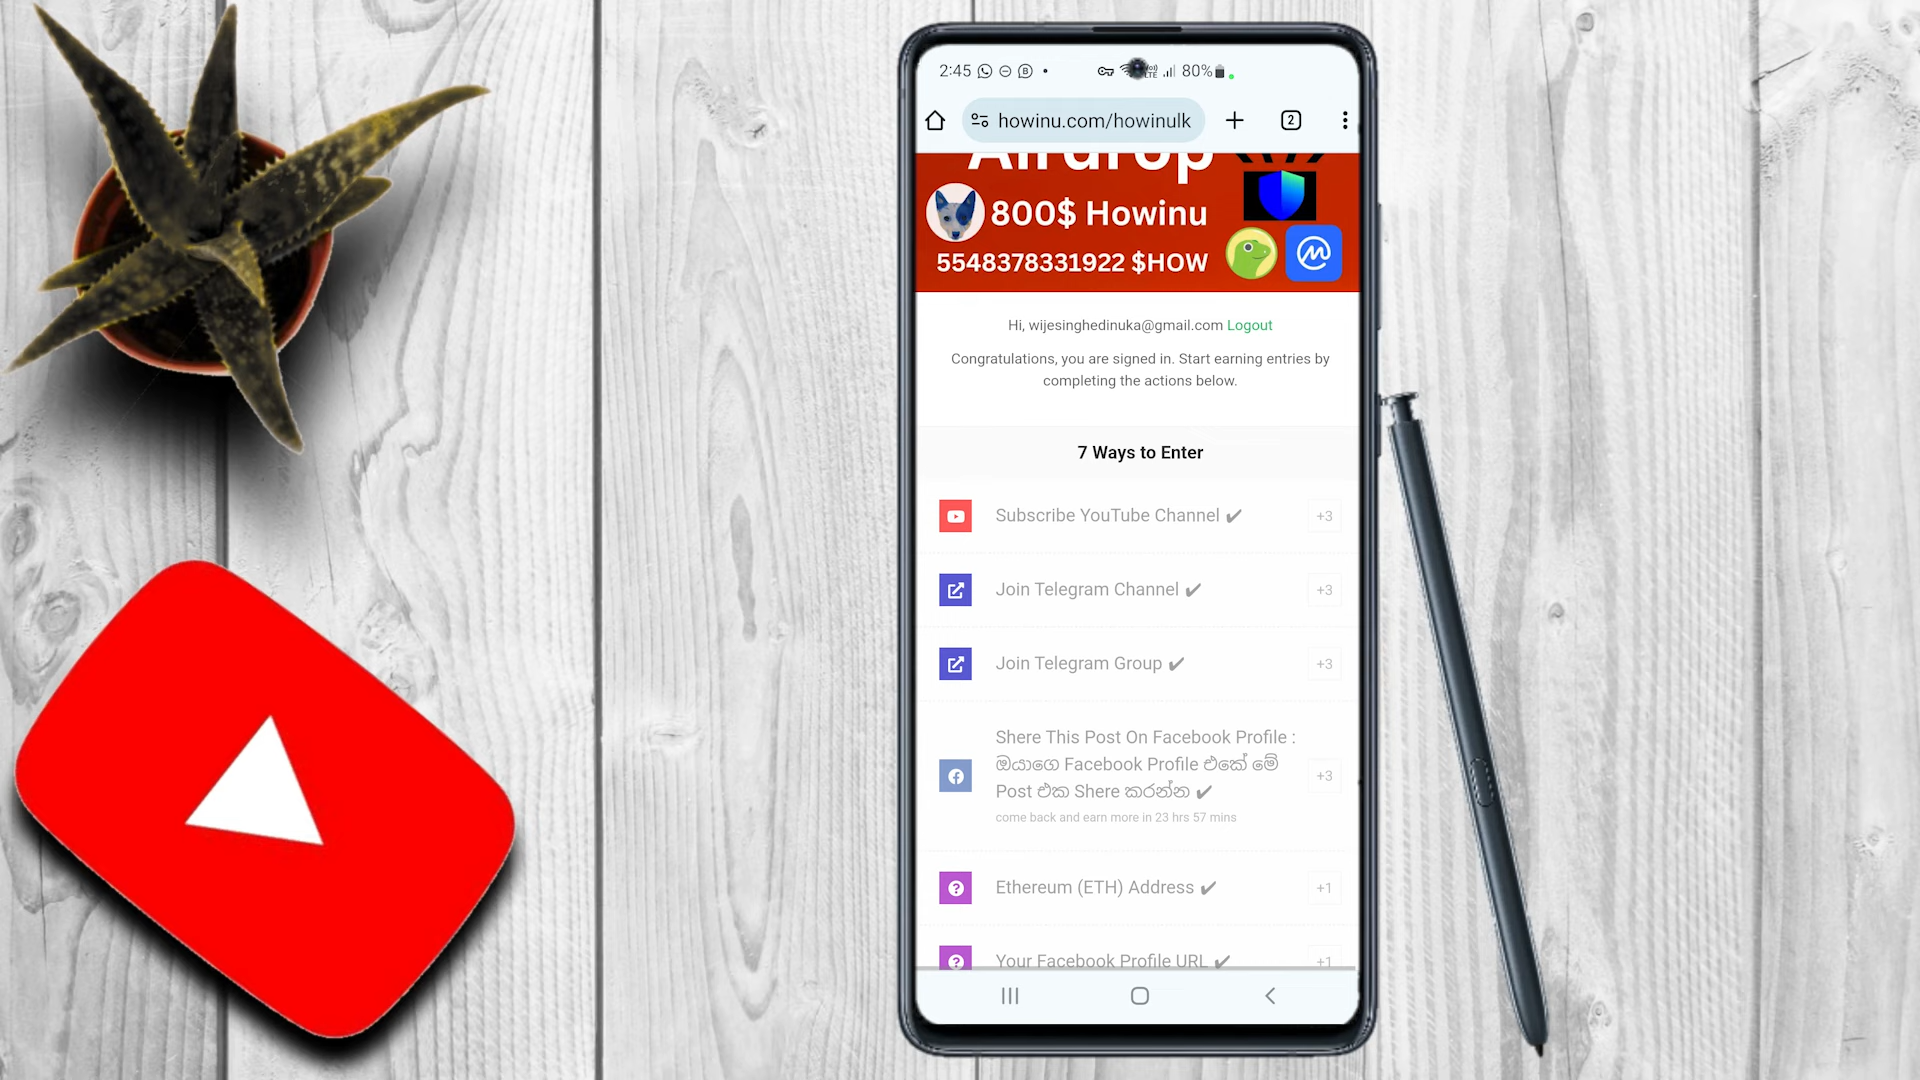 2:45
80%
howinu.com/howinulk
2
Airdrop
800$ Howinu
5548378331922 $HOW
Hi, wijesinghedinuka@gmail.com Logout
Congratulations, you are signed in. Start earning entries by
completing the actions below.
7 Ways to Enter
Subscribe YouTube Channel ✔ +3
Join Telegram Channel ✔ +3
Join Telegram Group ✔ +3
Shere This Post On Facebook Profile :
ඔයාගෙ Facebook Profile එකේ මේ
Post එක Shere කරන්න ✔ +3
come back and earn more in 23 hrs 57 mins
Ethereum (ETH) Address ✔ +1
Your Facebook Profile URL ✔ +1